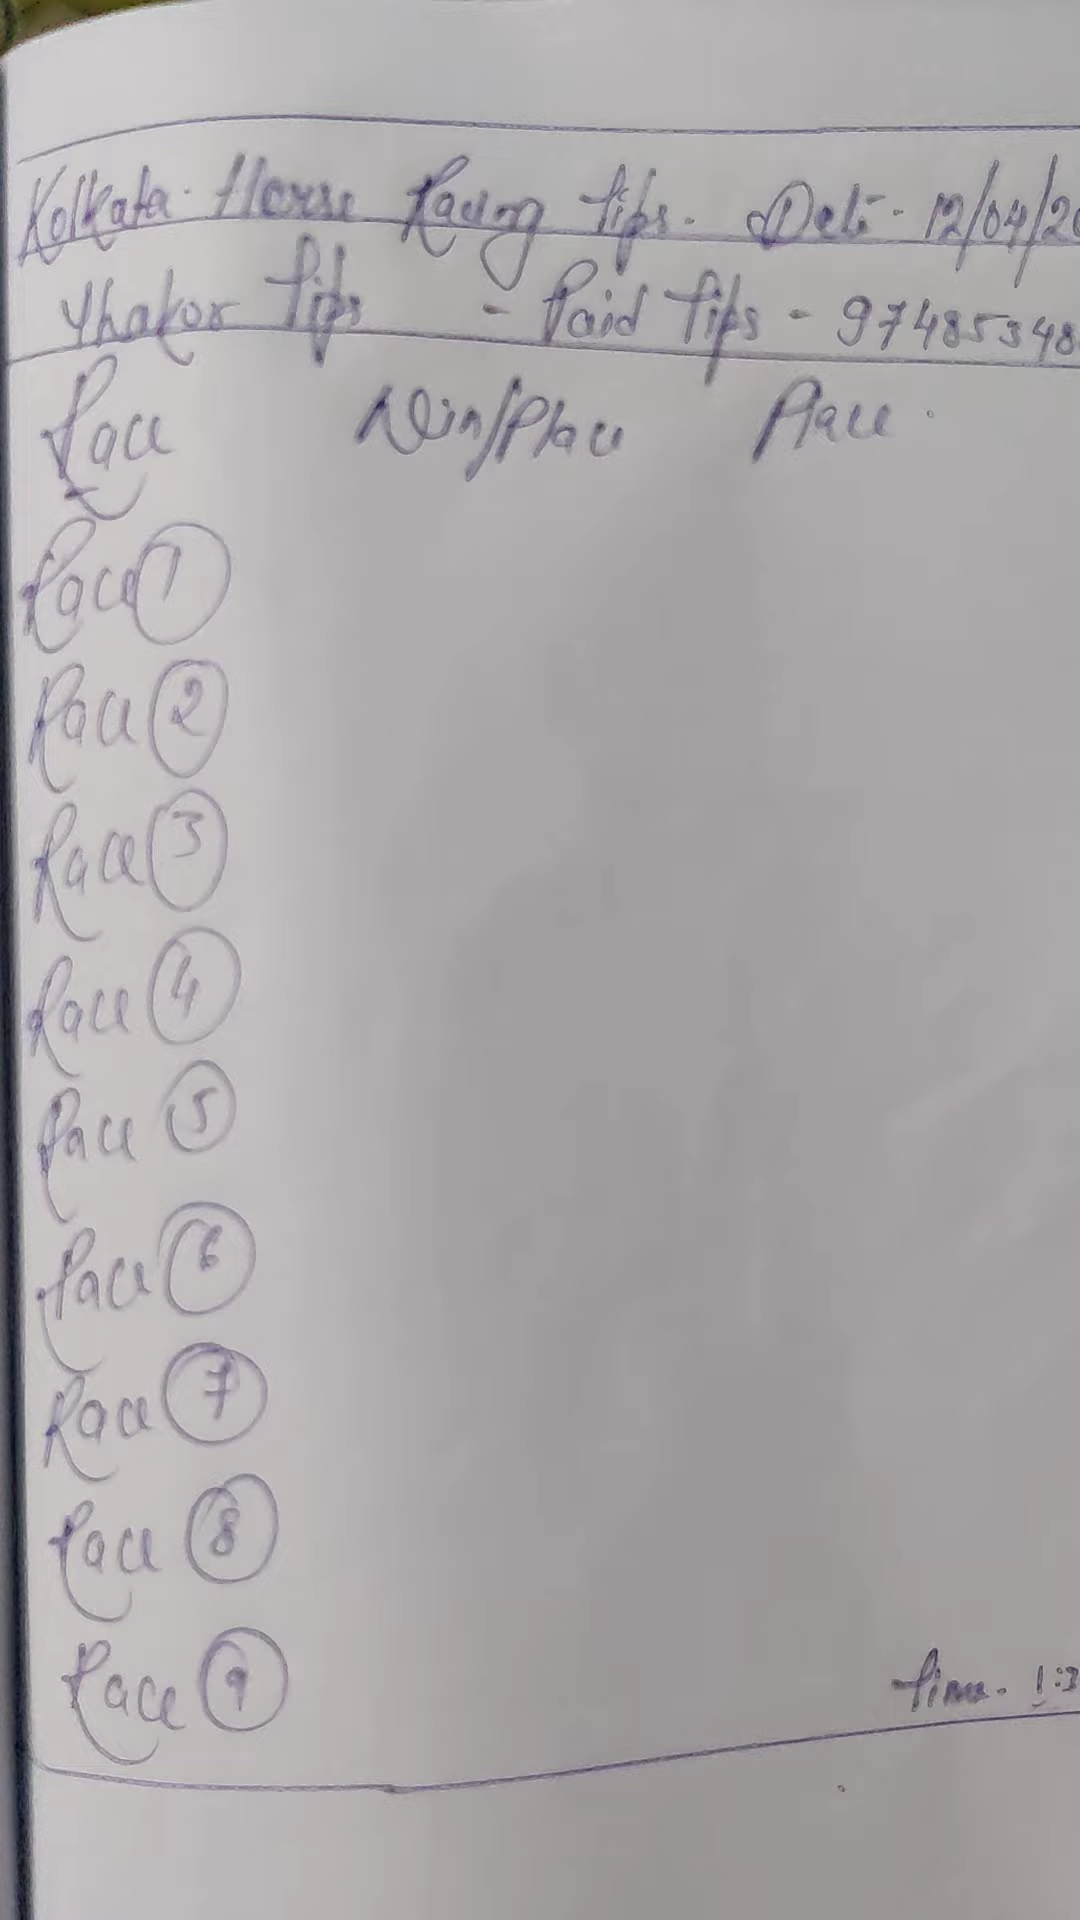 Kolkata. Horse Racing Tips. Date- 12/04/20
Thakor Tips - Paid Tips - 97485348
Race Win/Place Place.
Race 1
Race 2
Race 3
Race 4
Race 5
Race 6
Race 7
Race 8
Race 9
Time. 1:3